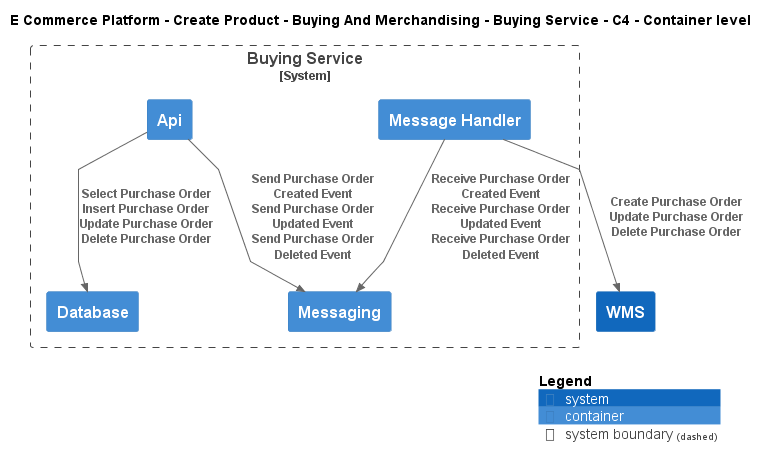 E Commerce Platform - Create Product - Buying And Merchandising - Buying Service - C4 - Container level
Buying Service
[System]
Api
Message Handler
Select Purchase Order
Insert Purchase Order
Update Purchase Order
Delete Purchase Order
Send Purchase Order
Created Event
Send Purchase Order
Updated Event
Send Purchase Order
Deleted Event
Receive Purchase Order
Created Event
Receive Purchase Order
Updated Event
Receive Purchase Order
Deleted Event
Create Purchase Order
Update Purchase Order
Delete Purchase Order
Database
Messaging
WMS
Legend
system
container
system boundary (dashed)